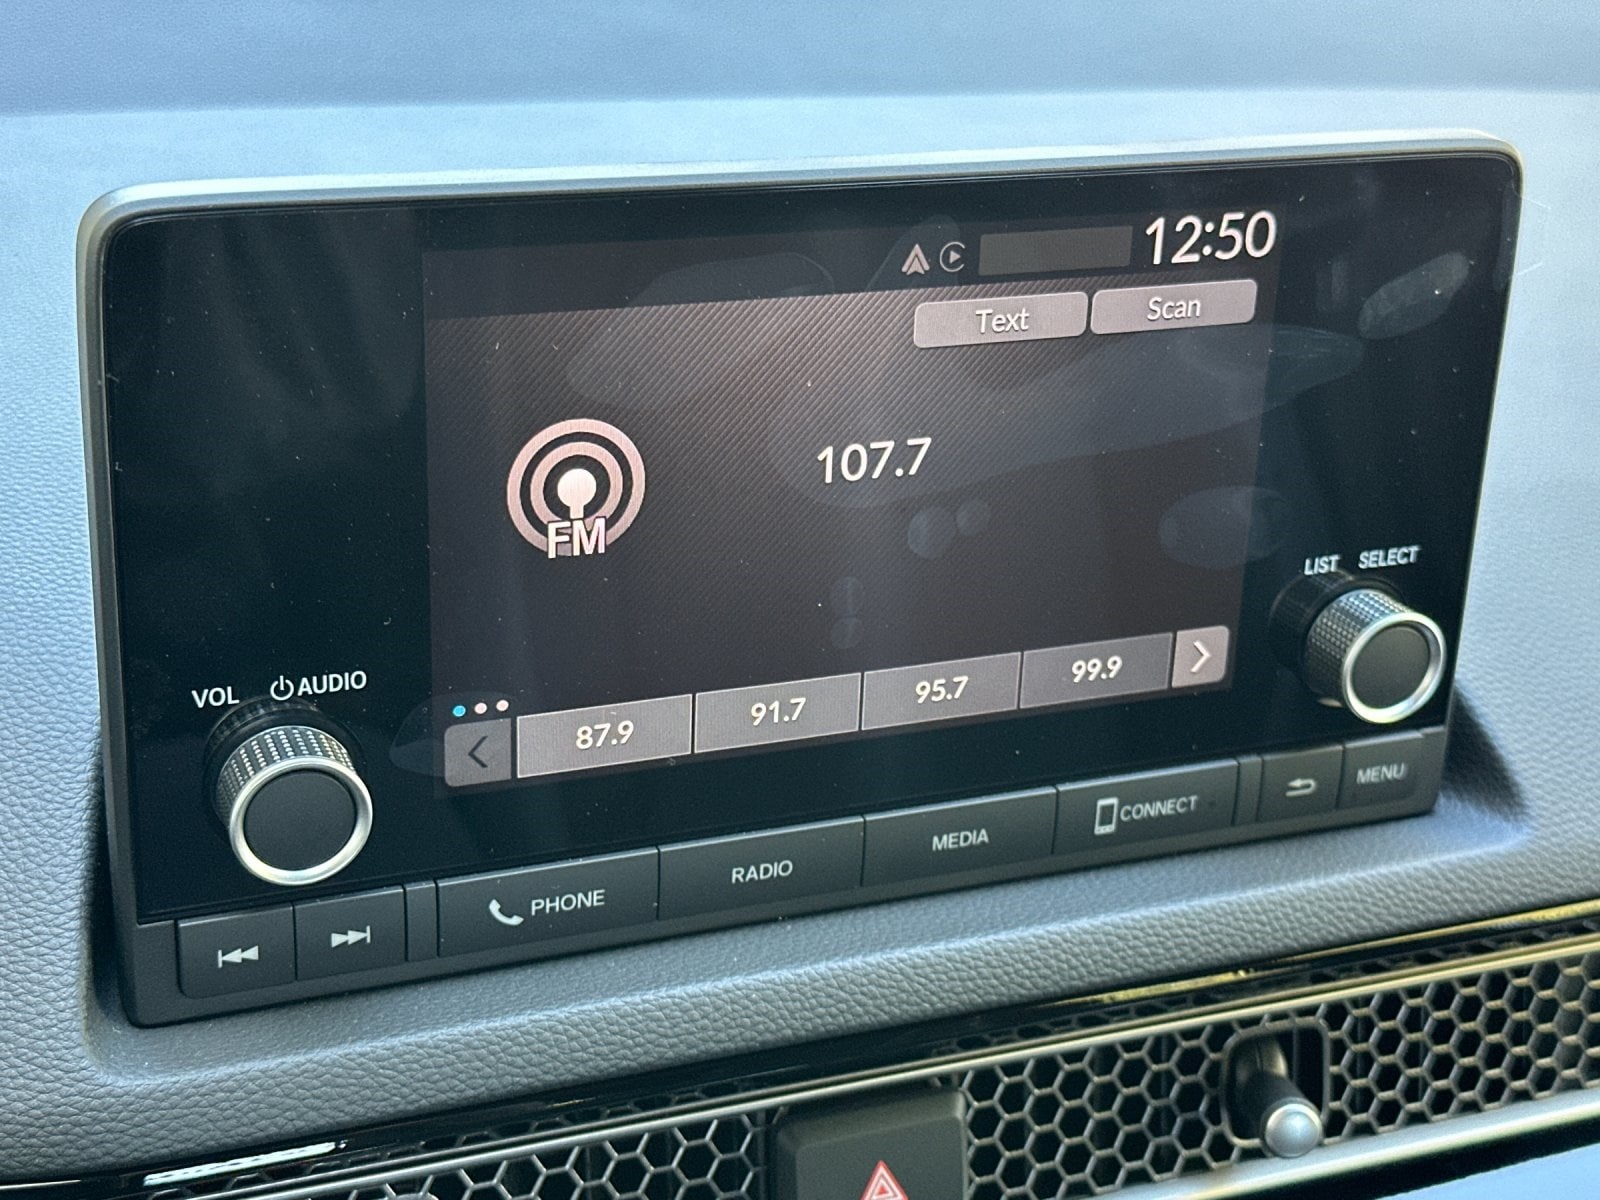 12:50
Text Scan
107.7
FM
LIST SELECT
VOL AUDIO
87.9 91.7 95.7 99.9
PHONE RADIO MEDIA CONNECT MENU